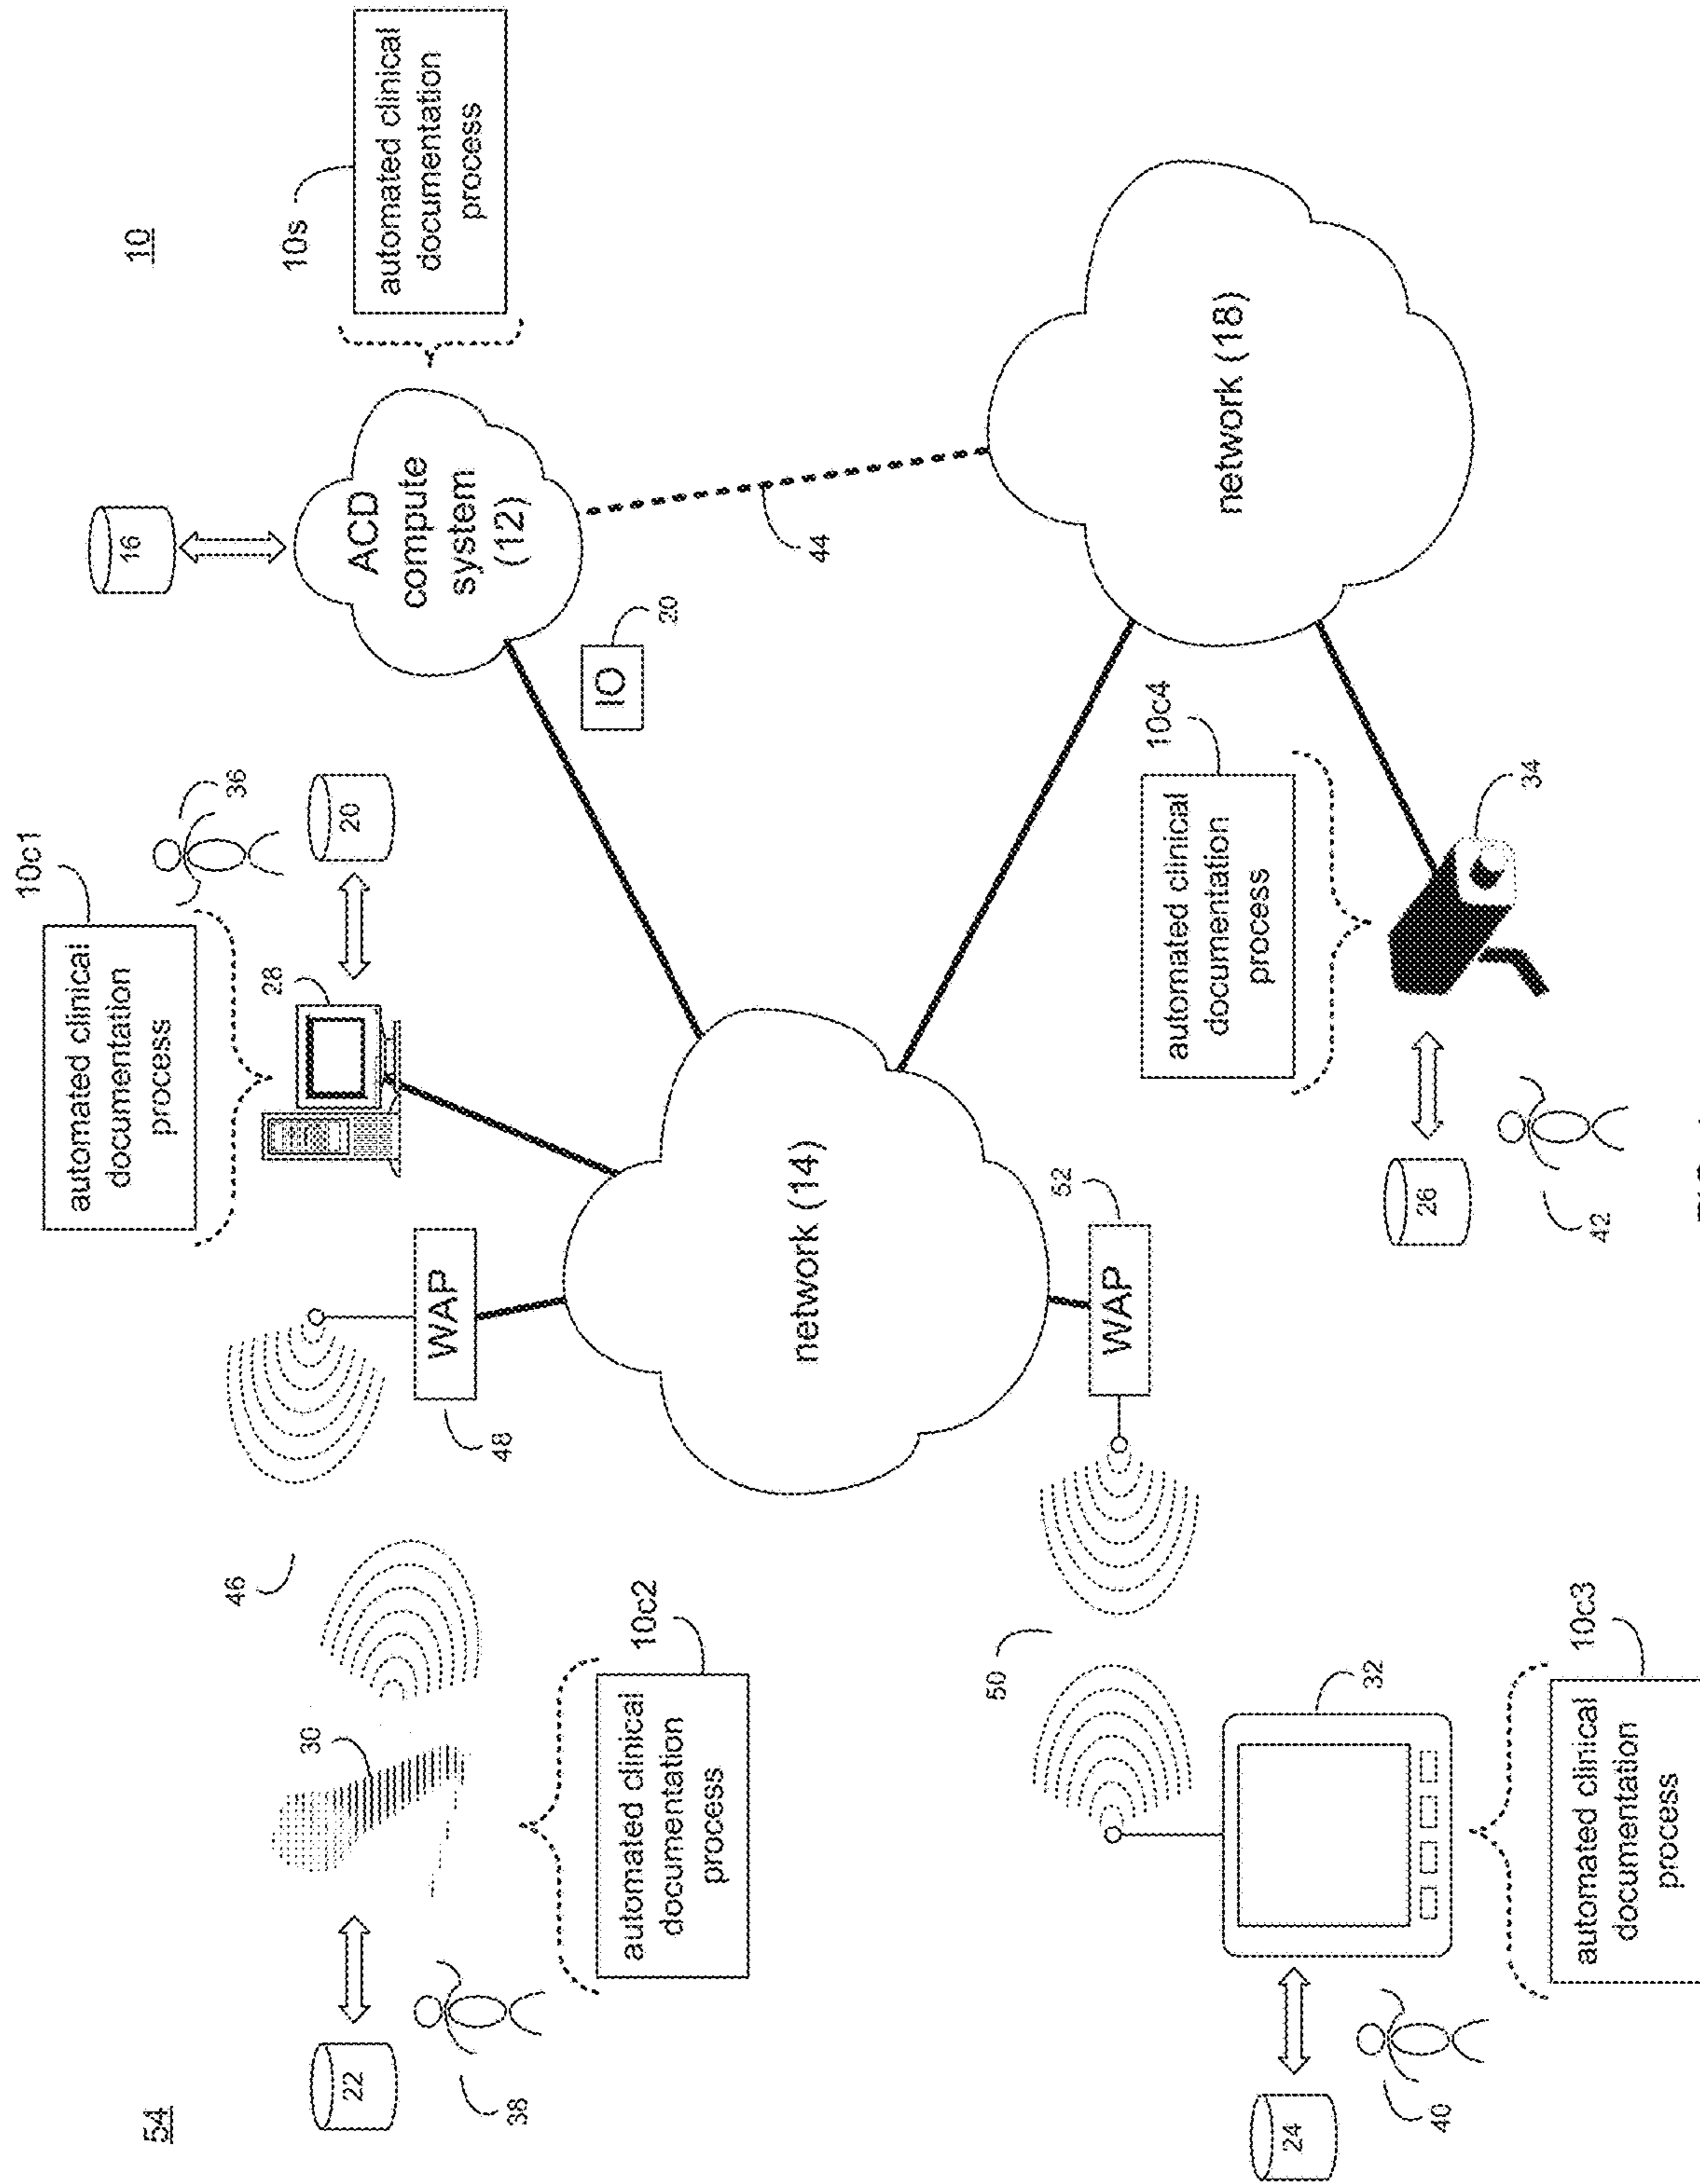 10c1
automated clinical
documentation
process
16
10
54
36
46
28
10s
30
22
20
ACD
compute
system
(12)
automated clinical
documentation
process
WAP
38
48
IO
20
10c2
automated clinical
documentation
process
44
network (14)
50
52
WAP
10c4
automated clinical
documentation
process
network (18)
24
32
26
40
34
10c3
automated clinical
documentation
process
42